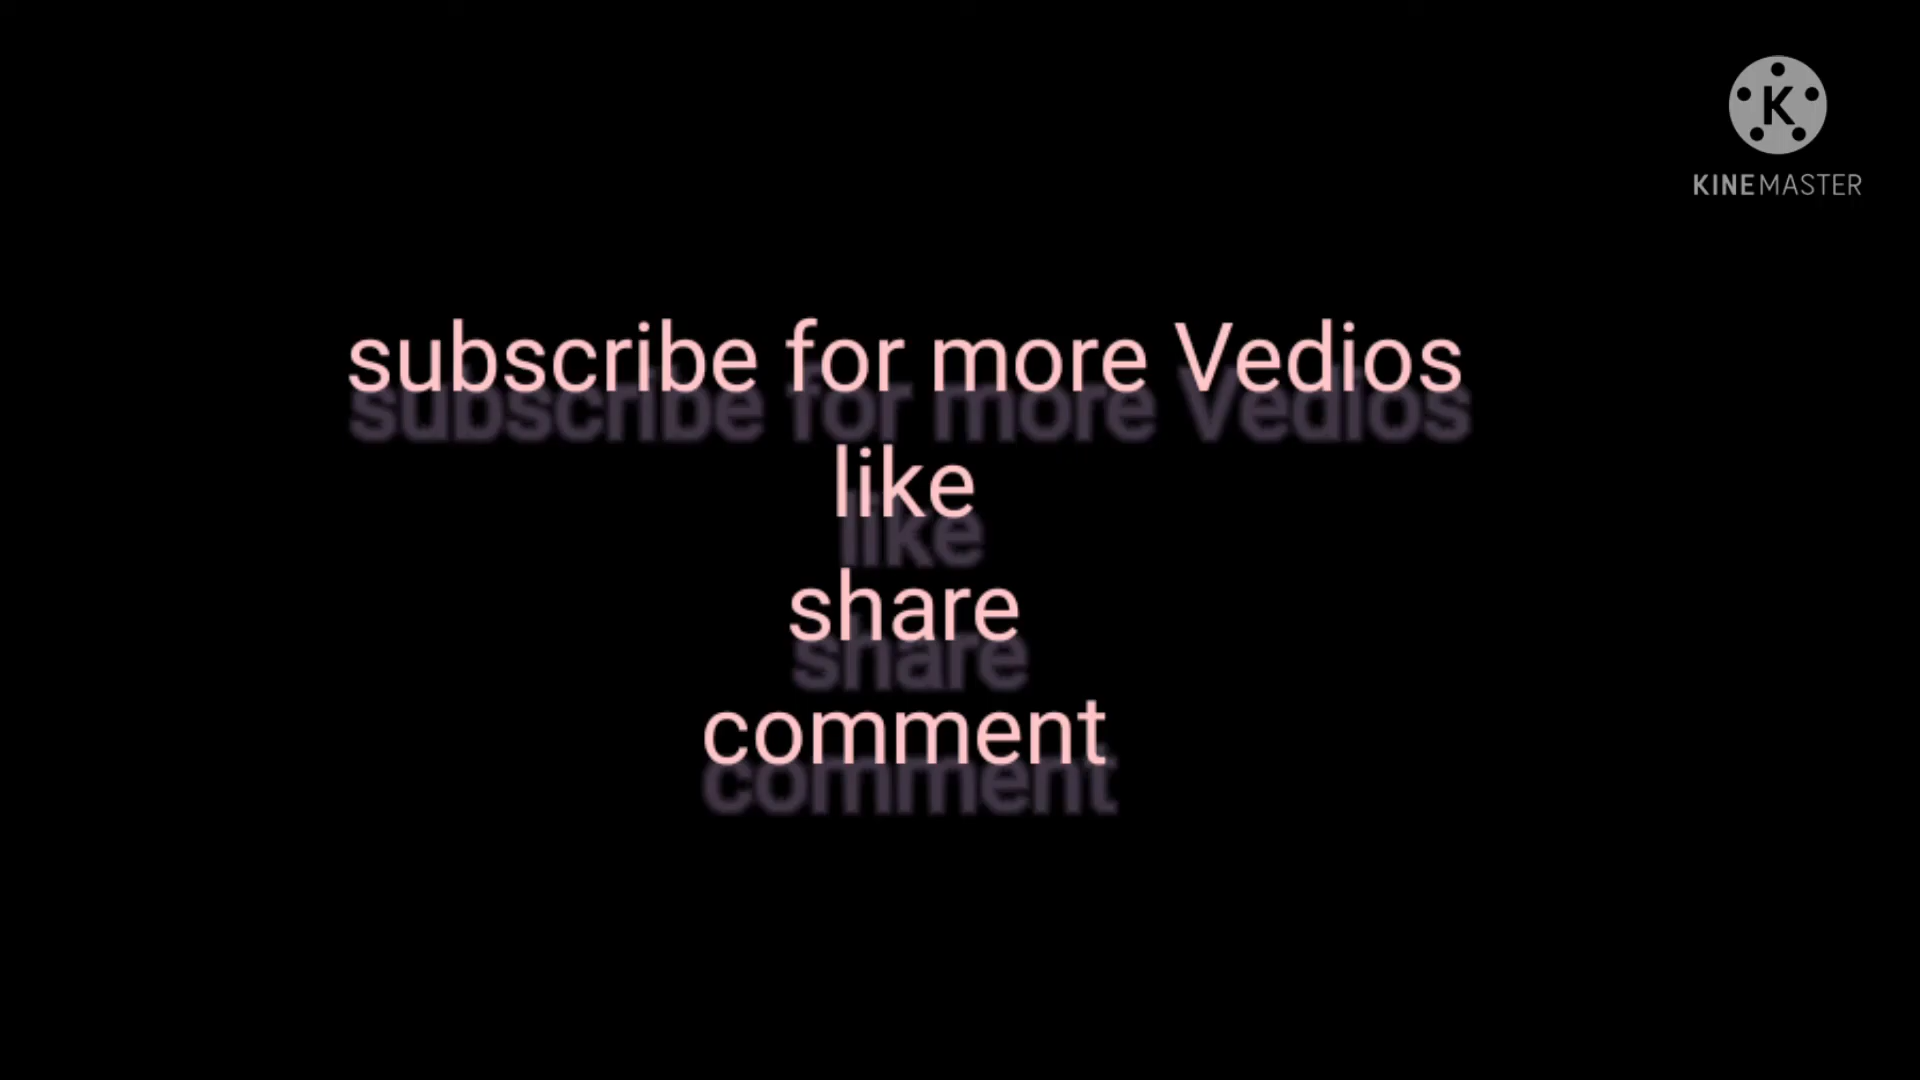 K
KINEMASTER
subscribe for more Vedios
like
share
comment